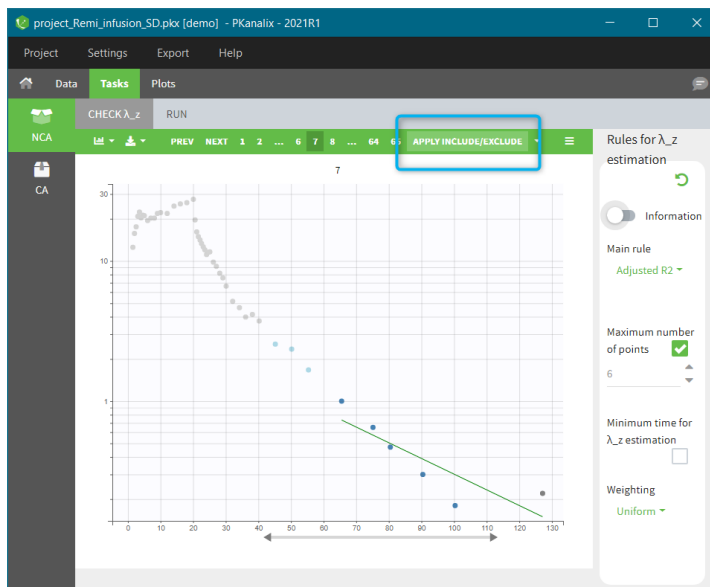 project_Remi_infusion_SD.pkx [demo] - PKanalix - 2021R1
Project Settings Export Help
Data Tasks Plots
NCA
CA
CHECK λ_z RUN
PREV NEXT 1 2 ... 6 7 8 ... 64 65 APPLY INCLUDE/EXCLUDE
7
30
10
1
0 10 20 30 40 50 60 70 80 90 100 110 120 130
Rules for λ_z
estimation
Information
Main rule
Adjusted R2
Maximum number
of points
6
Minimum time for
λ_z estimation
Weighting
Uniform